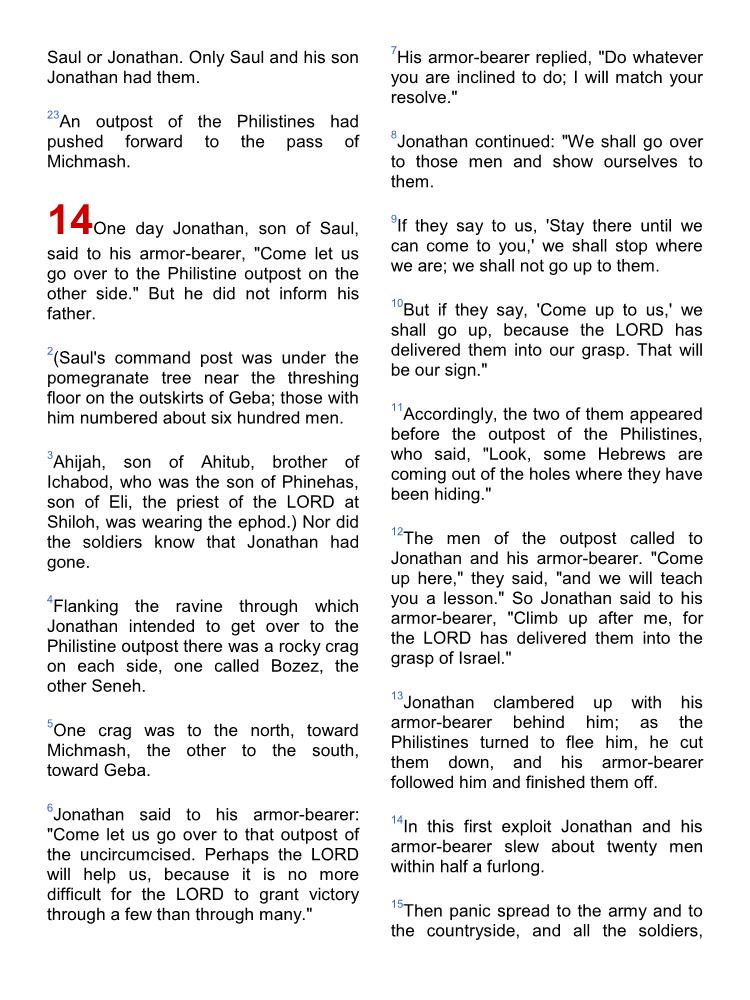 Saul or Jonathan. Only Saul and his son
Jonathan had them.
23An outpost of the Philistines had
pushed forward to the pass of
Michmash.
14One day Jonathan, son of Saul,
said to his armor-bearer, "Come let us
go over to the Philistine outpost on the
other side." But he did not inform his
father.
2(Saul's command post was under the
pomegranate tree near the threshing
floor on the outskirts of Geba; those with
him numbered about six hundred men.
3Ahijah, son of Ahitub, brother of
Ichabod, who was the son of Phinehas,
son of Eli, the priest of the LORD at
Shiloh, was wearing the ephod.) Nor did
the soldiers know that Jonathan had
gone.
4Flanking the ravine through which
Jonathan intended to get over to the
Philistine outpost there was a rocky crag
on each side, one called Bozez, the
other Seneh.
5One crag was to the north, toward
Michmash, the other to the south,
toward Geba.
6Jonathan said to his armor-bearer:
"Come let us go over to that outpost of
the uncircumcised. Perhaps the LORD
will help us, because it is no more
difficult for the LORD to grant victory
through a few than through many."
7His armor-bearer replied, "Do whatever
you are inclined to do; I will match your
resolve."
8Jonathan continued: "We shall go over
to those men and show ourselves to
them.
9If they say to us, 'Stay there until we
can come to you,' we shall stop where
we are; we shall not go up to them.
10But if they say, 'Come up to us,' we
shall go up, because the LORD has
delivered them into our grasp. That will
be our sign."
11Accordingly, the two of them appeared
before the outpost of the Philistines,
who said, "Look, some Hebrews are
coming out of the holes where they have
been hiding."
12The men of the outpost called to
Jonathan and his armor-bearer. "Come
up here," they said, "and we will teach
you a lesson." So Jonathan said to his
armor-bearer, "Climb up after me, for
the LORD has delivered them into the
grasp of Israel."
13Jonathan clambered up with his
armor-bearer behind him; as the
Philistines turned to flee him, he cut
them down, and his armor-bearer
followed him and finished them off.
14In this first exploit Jonathan and his
armor-bearer slew about twenty men
within half a furlong.
15Then panic spread to the army and to
the countryside, and all the soldiers,